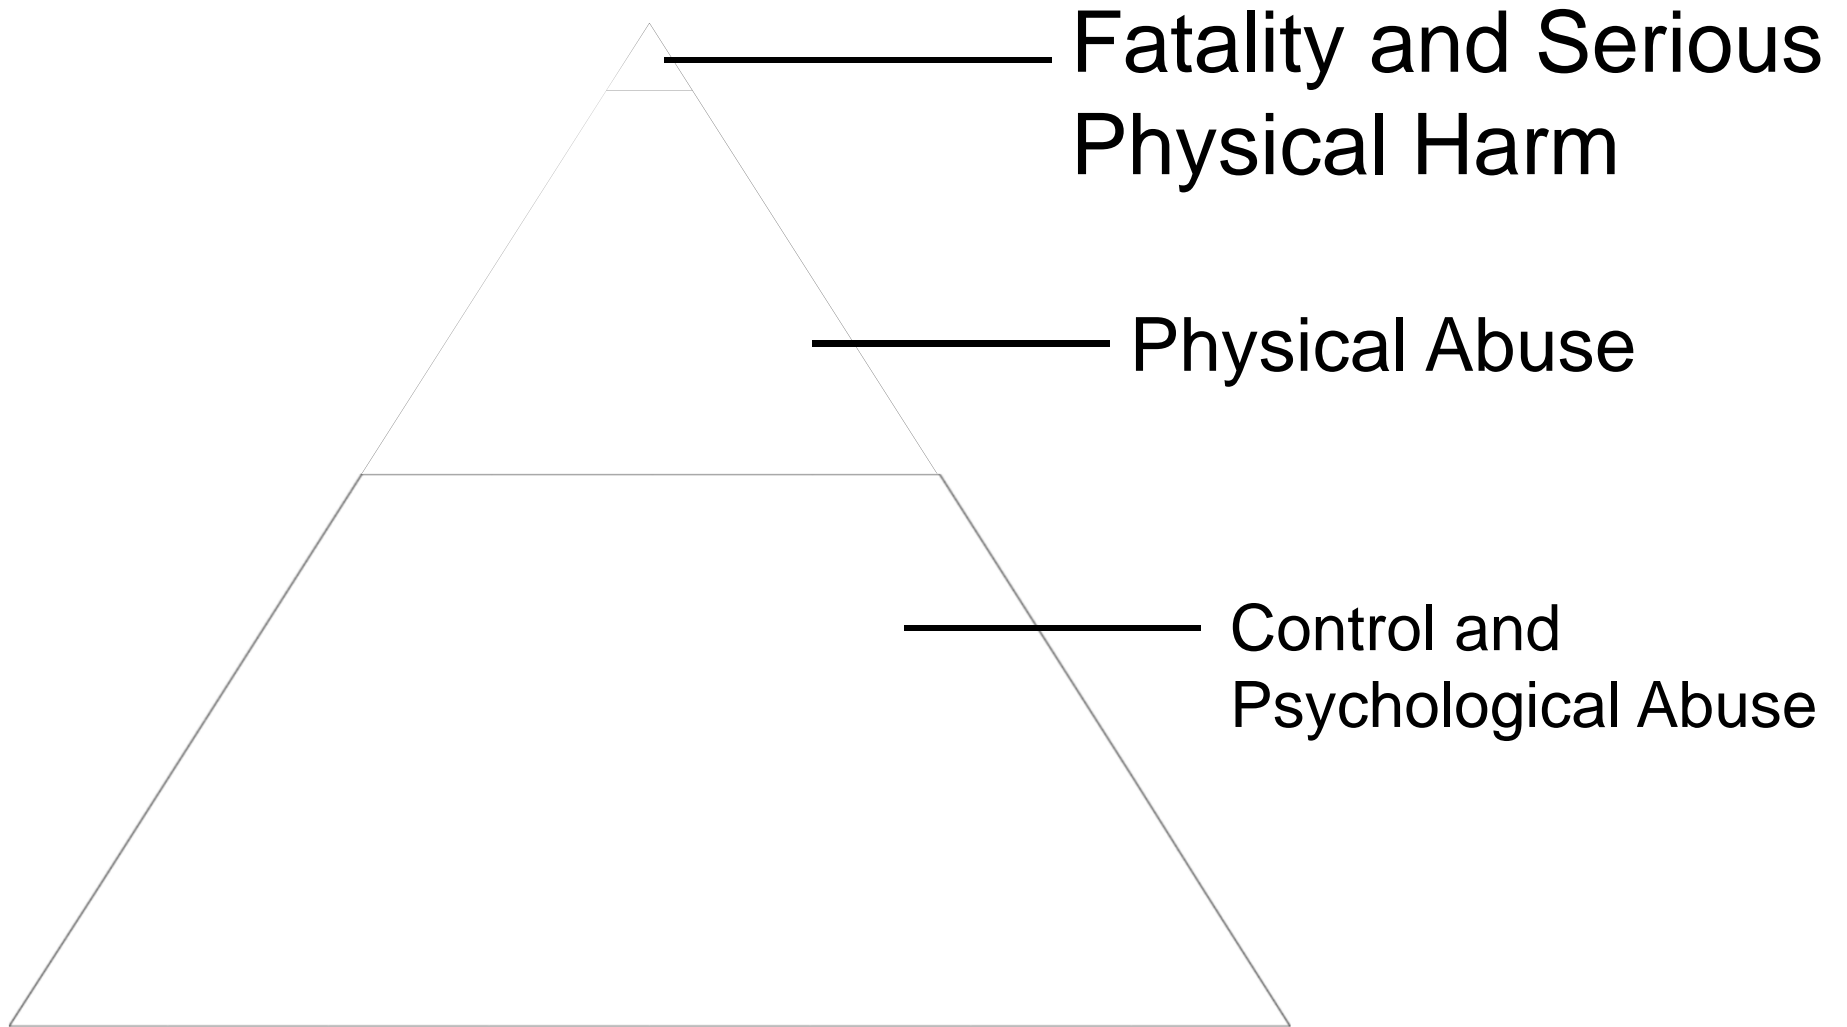 Fatality and Serious
Physical Harm
Physical Abuse
Control and
Psychological Abuse